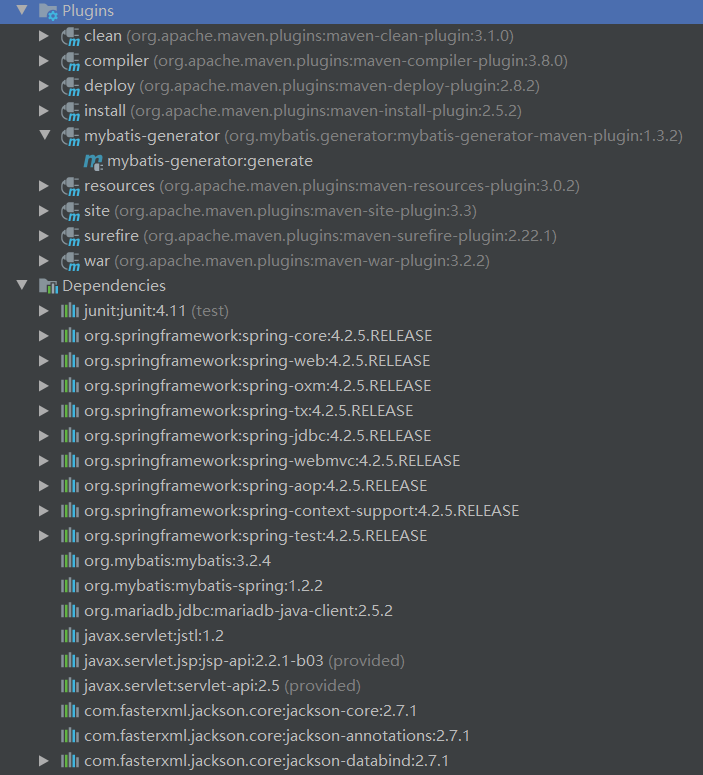 Plugins
clean (org.apache.maven.plugins:maven-clean-plugin:3.1.0)
compiler (org.apache.maven.plugins:maven-compiler-plugin:3.8.0)
deploy (org.apache.maven.plugins:maven-deploy-plugin:2.8.2)
install (org.apache.maven.plugins:maven-install-plugin:2.5.2)
mybatis-generator (org.mybatis.generator:mybatis-generator-maven-plugin:1.3.2)
mybatis-generator:generate
resources (org.apache.maven.plugins:maven-resources-plugin:3.0.2)
site (org.apache.maven.plugins:maven-site-plugin:3.3)
surefire (org.apache.maven.plugins:maven-surefire-plugin:2.22.1)
war (org.apache.maven.plugins:maven-war-plugin:3.2.2)
Dependencies
junit:junit:4.11 (test)
org.springframework:spring-core:4.2.5.RELEASE
org.springframework:spring-web:4.2.5.RELEASE
org.springframework:spring-oxm:4.2.5.RELEASE
org.springframework:spring-tx:4.2.5.RELEASE
org.springframework:spring-jdbc:4.2.5.RELEASE
org.springframework:spring-webmvc:4.2.5.RELEASE
org.springframework:spring-aop:4.2.5.RELEASE
org.springframework:spring-context-support:4.2.5.RELEASE
org.springframework:spring-test:4.2.5.RELEASE
org.mybatis:mybatis:3.2.4
org.mybatis:mybatis-spring:1.2.2
org.mariadb.jdbc:mariadb-java-client:2.5.2
javax.servlet:jstl:1.2
javax.servlet.jsp:jsp-api:2.2.1-b03 (provided)
javax.servlet:servlet-api:2.5 (provided)
com.fasterxml.jackson.core:jackson-core:2.7.1
com.fasterxml.jackson.core:jackson-annotations:2.7.1
com.fasterxml.jackson.core:jackson-databind:2.7.1